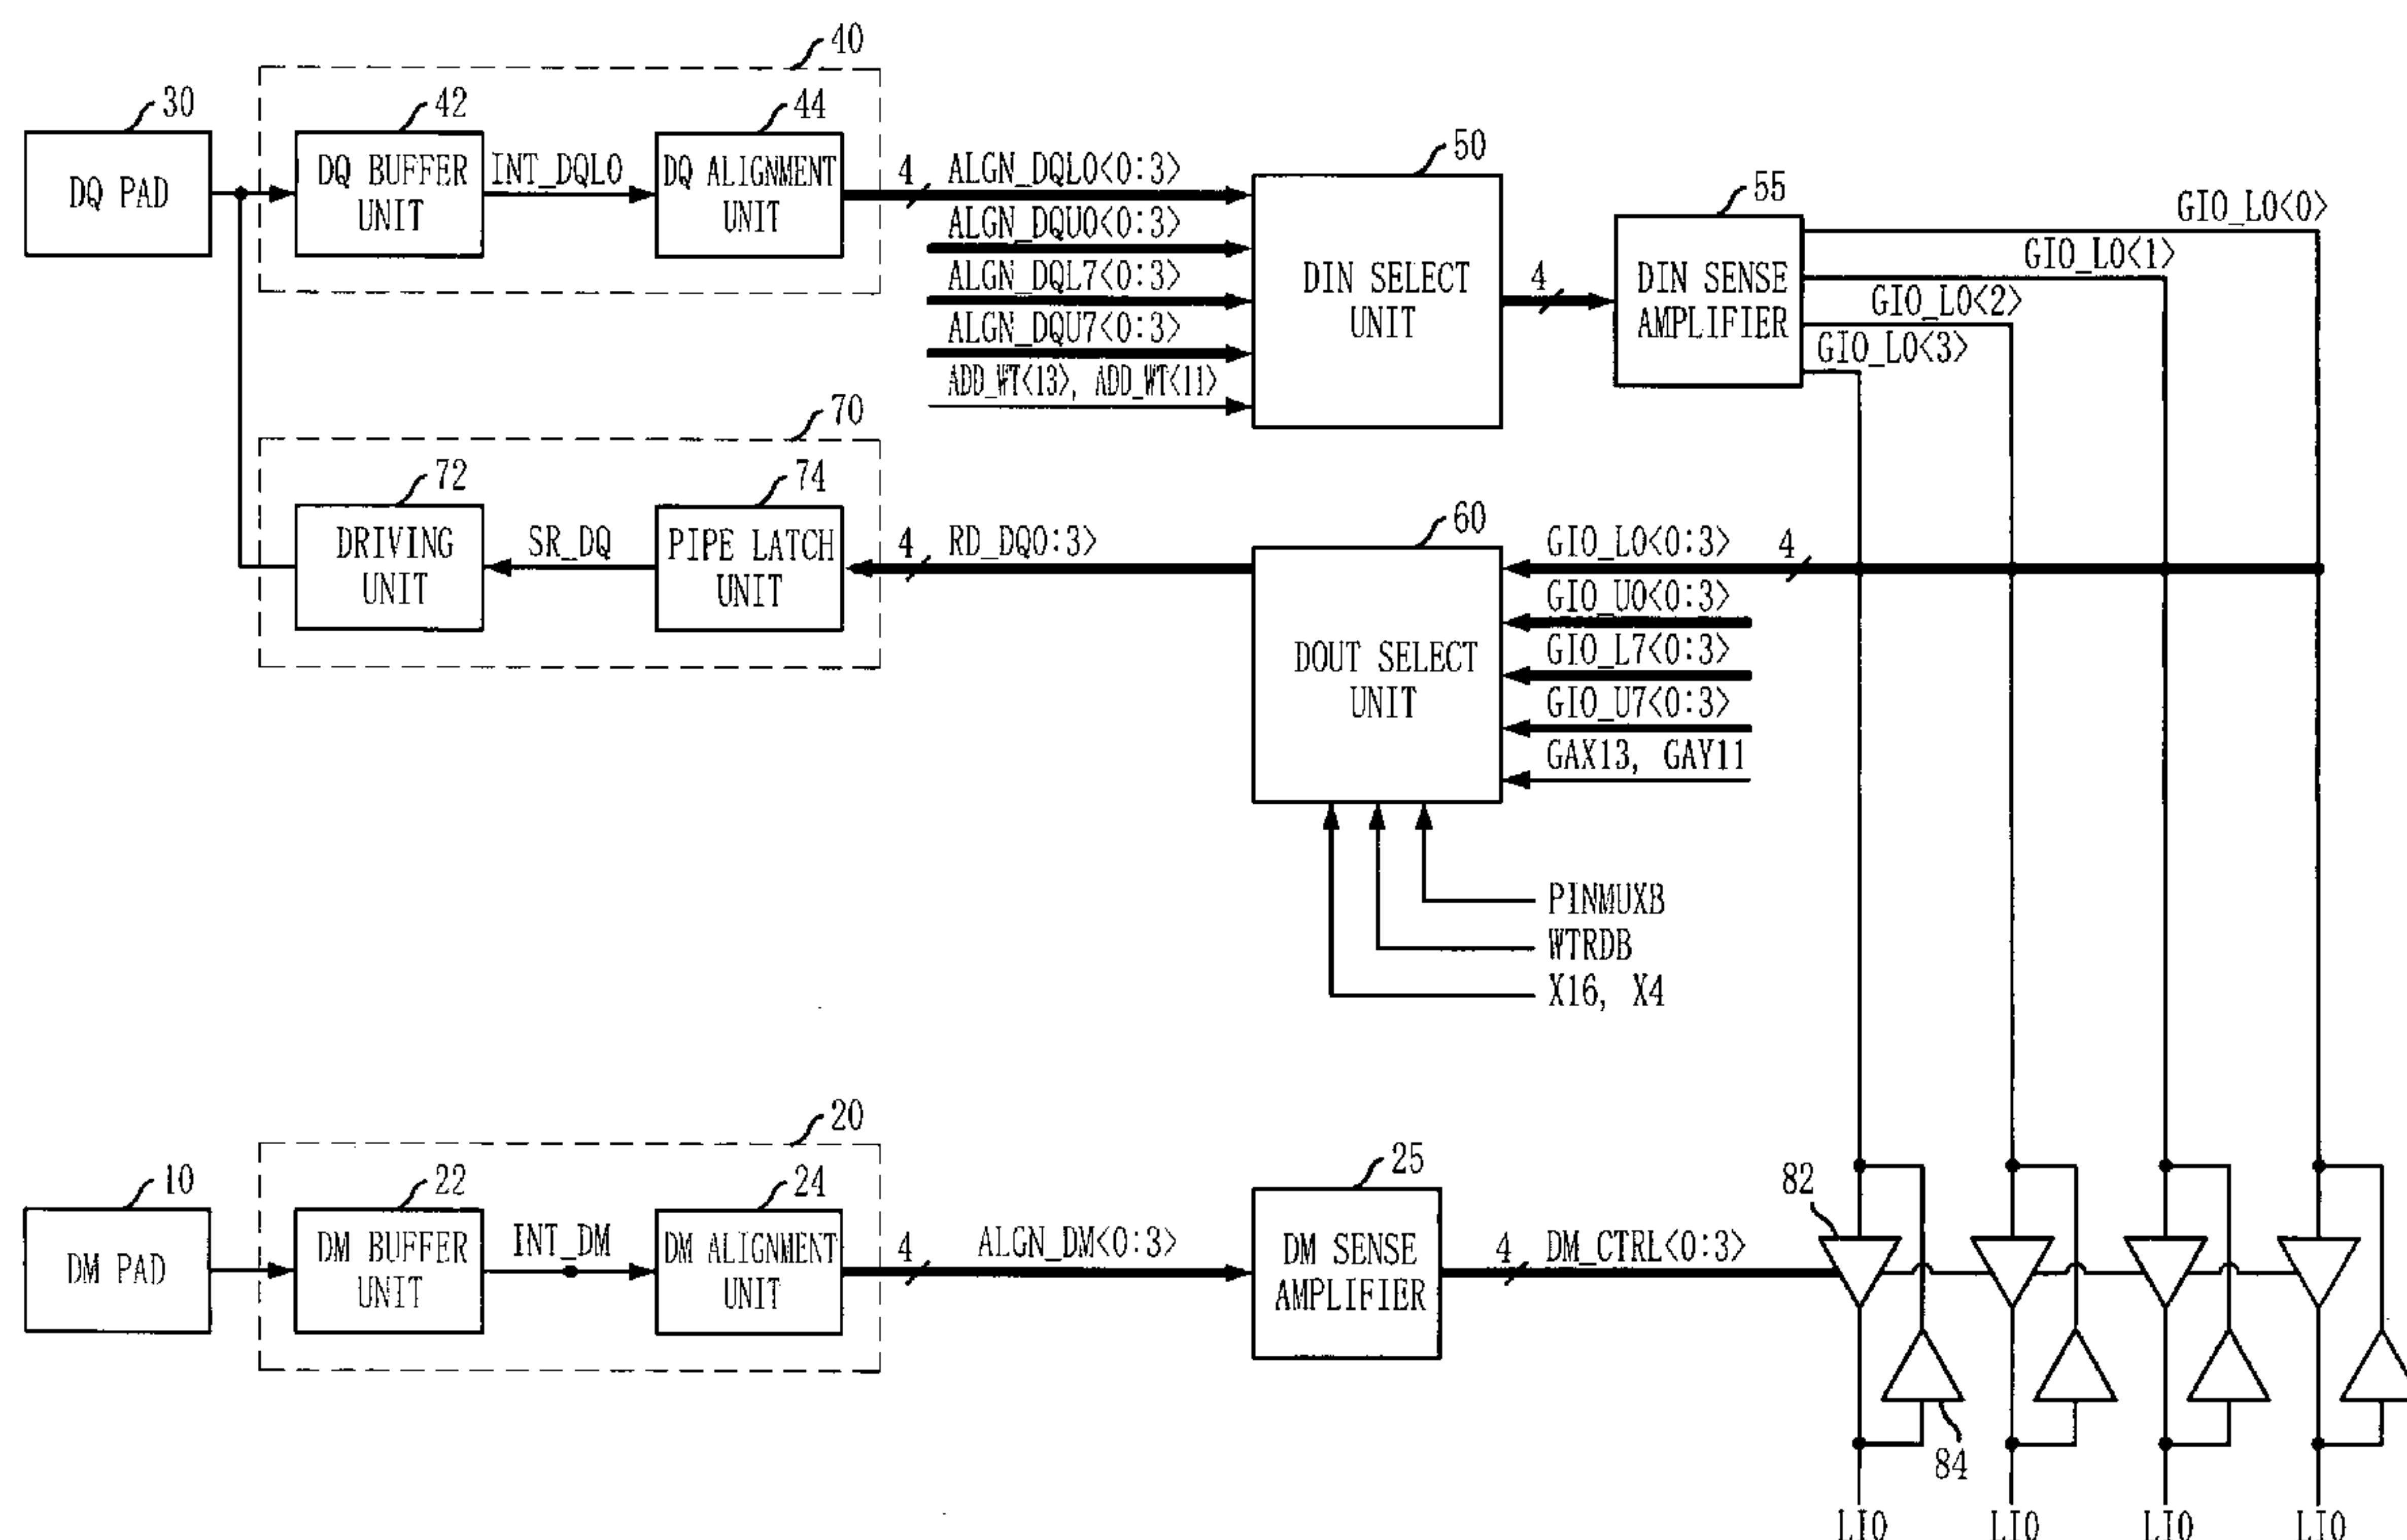 40
30
42
44
DQ PAD
DQ BUFFER
UNIT
INT_DQL0
DQ ALIGNMENT
UNIT
4
ALGN_DQL0<0:3>
ALGN_DQU0<0:3>
ALGN_DQL7<0:3>
ALGN_DQU7<0:3>
ADD_WT<13>, ADD_WT<11>
50
DIN SELECT
UNIT
4
55
DIN SENSE
AMPLIFIER
GIO_L0<0>
GIO_L0<1>
GIO_L0<2>
GIO_L0<3>
70
72
74
DRIVING
UNIT
SR_DQ
PIPE LATCH
UNIT
4
RD_DQ0:3>
60
DOUT SELECT
UNIT
GIO_L0<0:3>
4
GIO_U0<0:3>
GIO_L7<0:3>
GIO_U7<0:3>
GAX13, GAY11
PINMUXB
WTRDB
X16, X4
20
10
22
24
DM PAD
DM BUFFER
UNIT
INT_DM
DM ALIGNMENT
UNIT
4
ALGN_DM<0:3>
25
DM SENSE
AMPLIFIER
4
DM_CTRL<0:3>
82
84
LIO
LIO
LIO
LIO